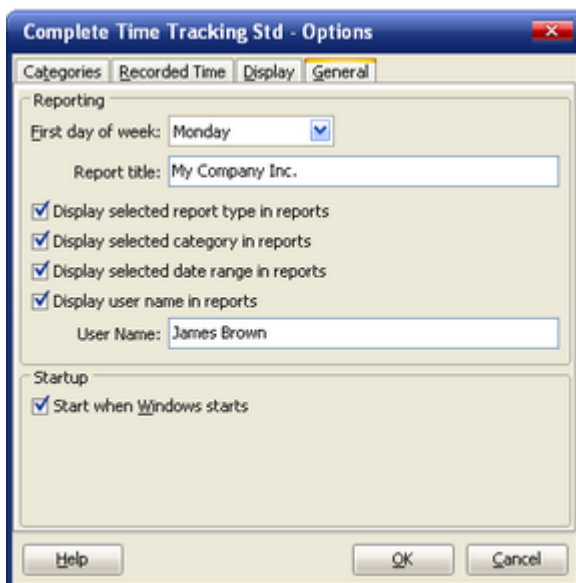 Complete Time Tracking Std - Options
Categories Recorded Time Display General
Reporting
First day of week: Monday
Report title: My Company Inc.
Display selected report type in reports
Display selected category in reports
Display selected date range in reports
Display user name in reports
User Name: James Brown
Startup
Start when Windows starts
Help OK Cancel